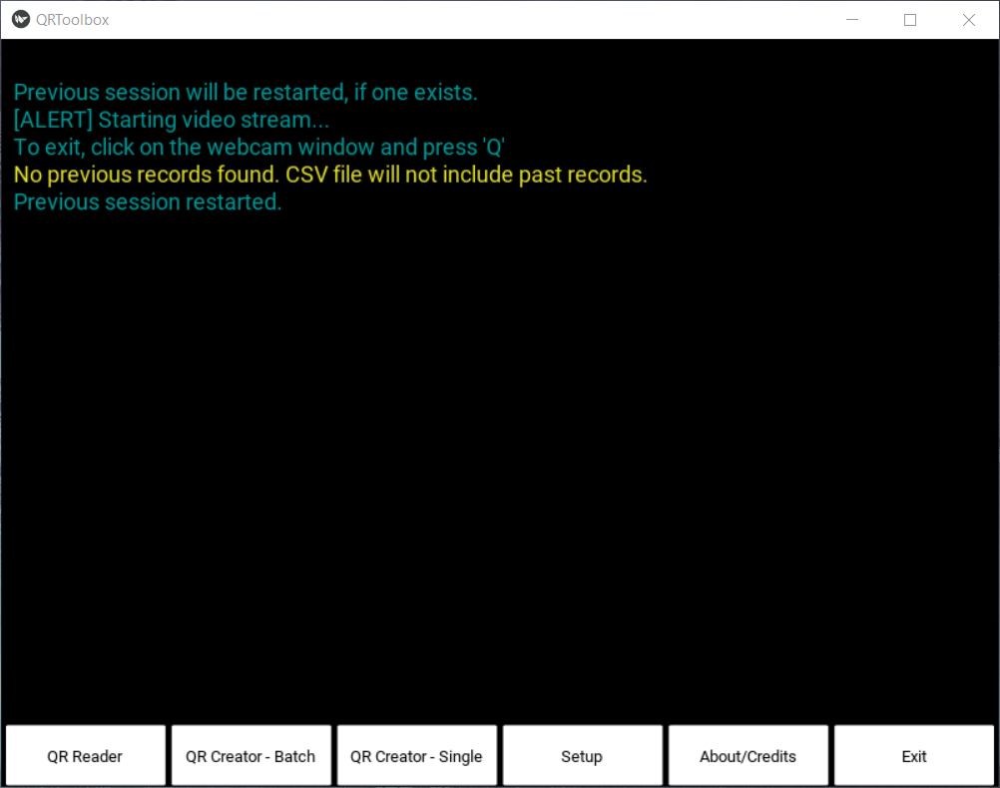 QRToolbox
Previous session will be restarted, if one exists.
[ALERT] Starting video stream...
To exit, click on the webcam window and press 'Q'
No previous records found. CSV file will not include past records.
Previous session restarted.
QR Reader
QR Creator - Batch
QR Creator - Single
Setup
About/Credits
Exit